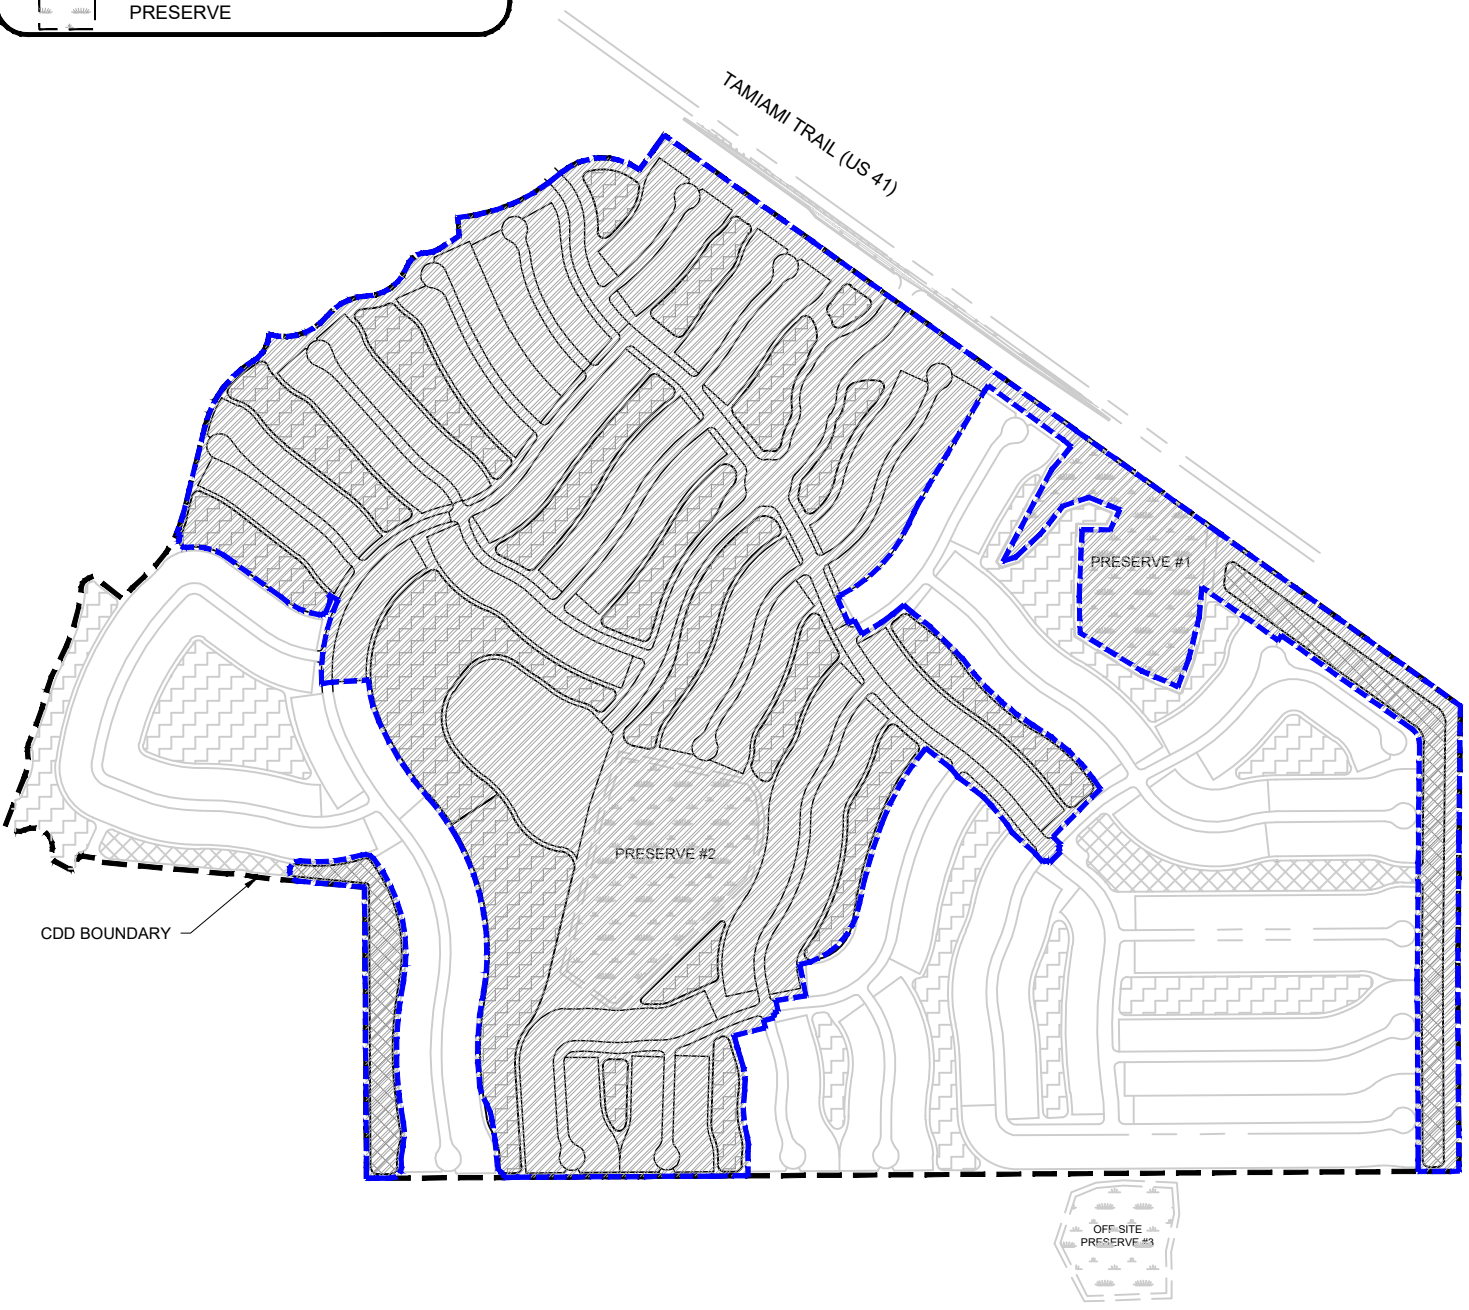 PRESERVE
TAMIAMI TRAIL (US 41)
PRESERVE #1
PRESERVE #2
CDD BOUNDARY
OFF SITE
PRESERVE #3